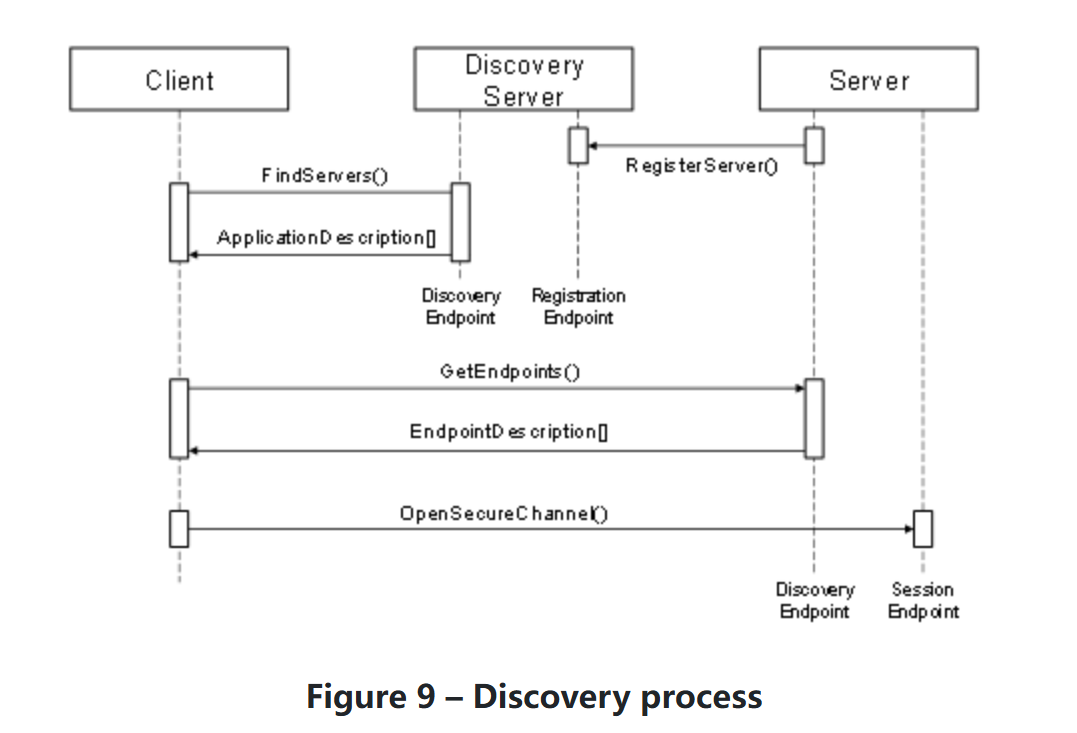 Client
Discovery
Server
Server
RegisterServer()
FindServers()
ApplicationDescription[]
Discovery
Endpoint
Registration
Endpoint
GetEndpoints()
EndpointDescription[]
OpenSecureChannel()
Discovery
Endpoint
Session
Endpoint
Figure 9 – Discovery process